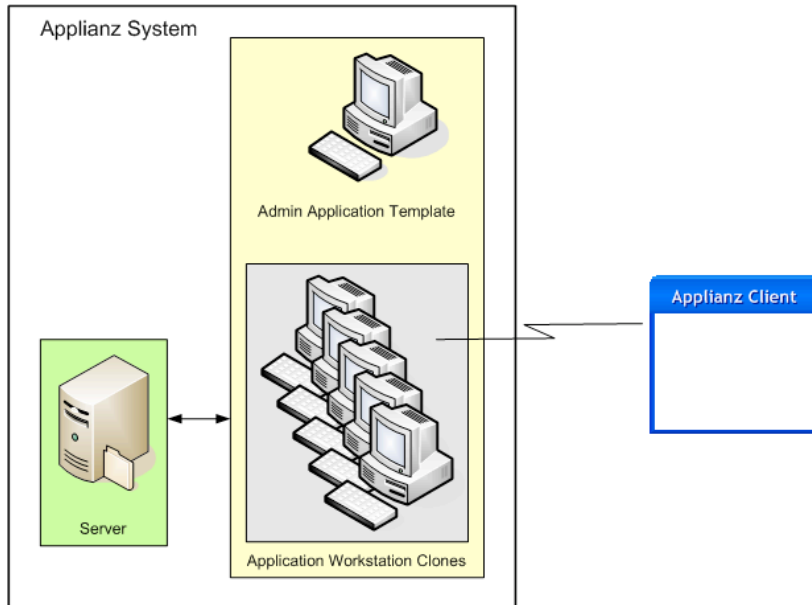 Applianz System
Admin Application Template
Applianz Client
Server
Application Workstation Clones